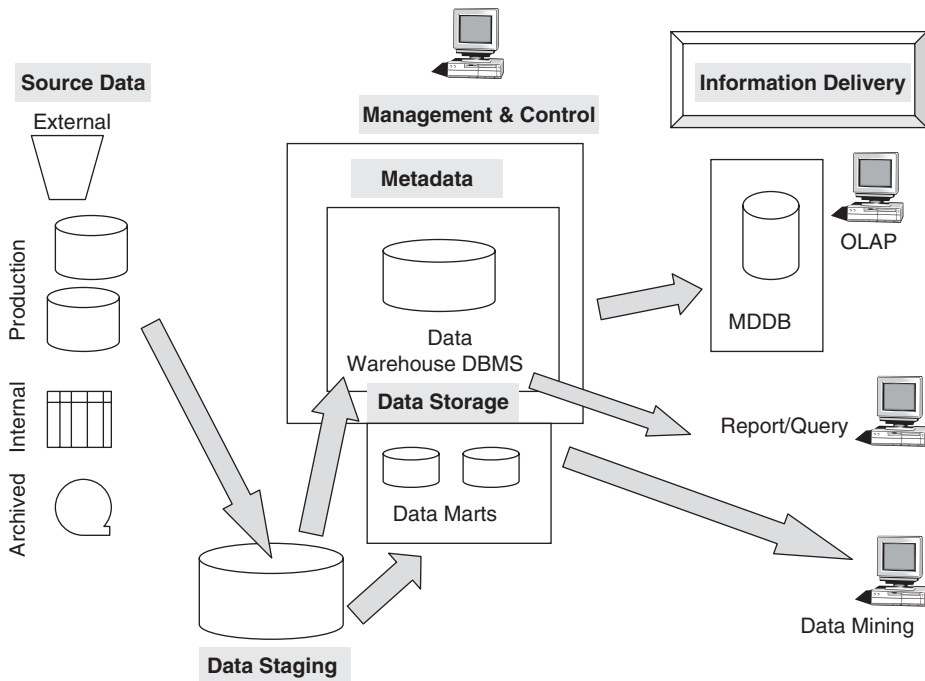 Source Data
External
Production
Internal
Archived
Management & Control
Metadata
Data
Warehouse DBMS
Data Storage
Data Marts
Data Staging
Information Delivery
OLAP
MDDB
Report/Query
Data Mining